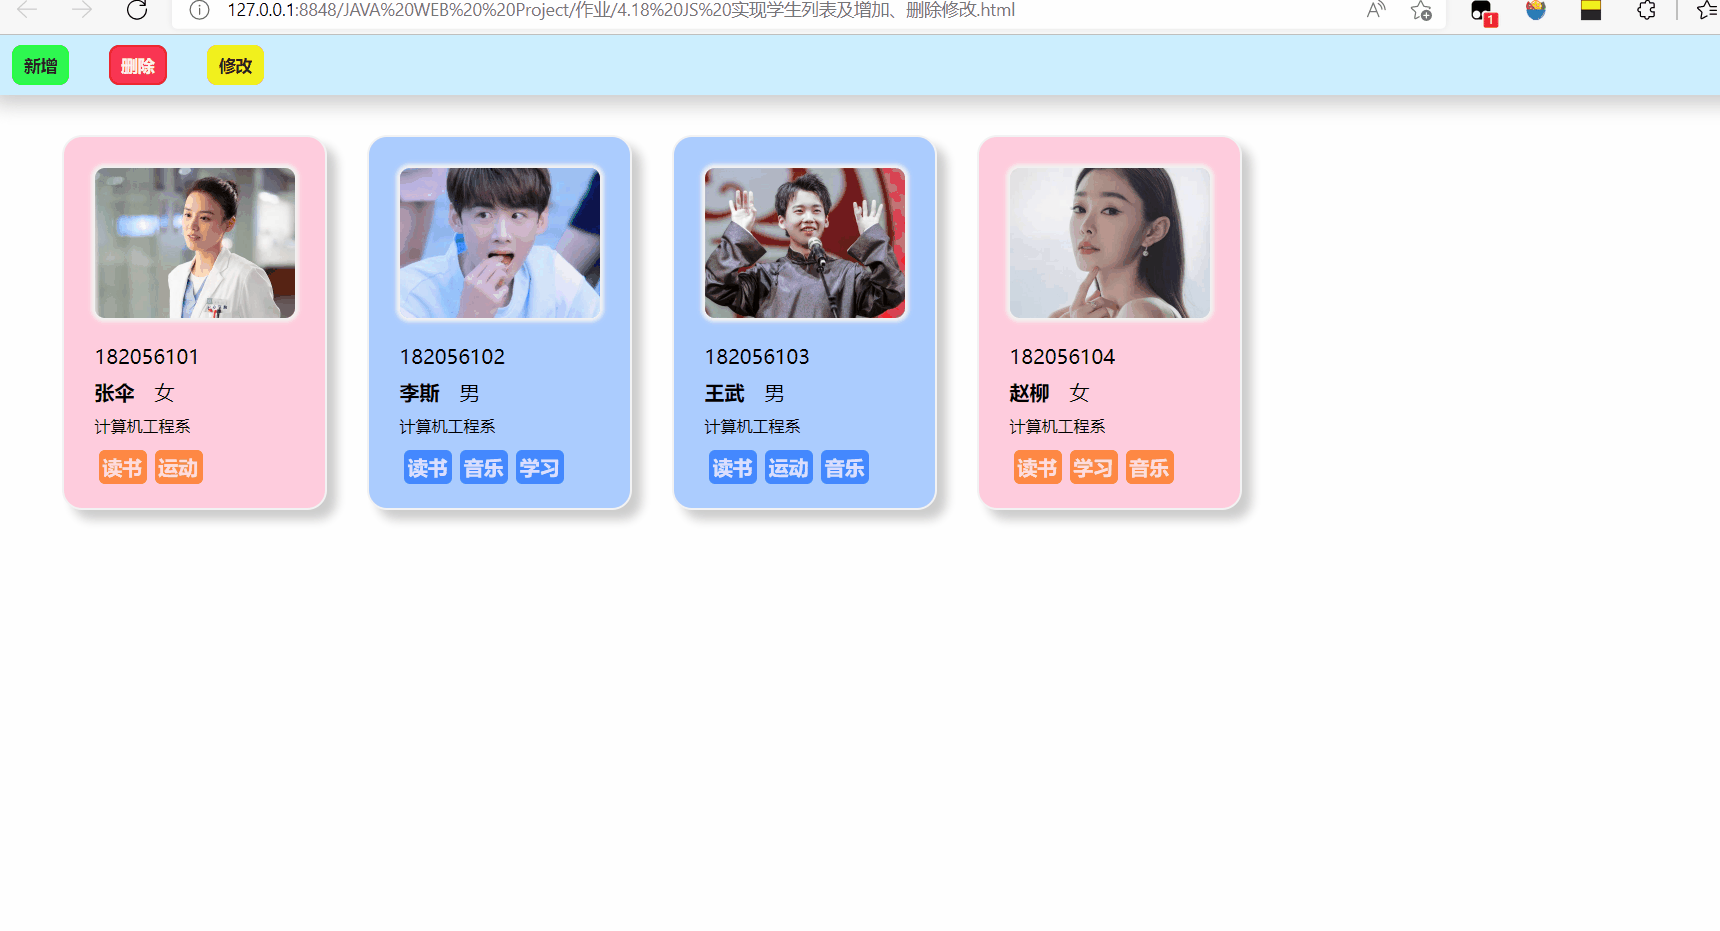 127.0.0.1:8848/JAVA%20WEB%20%20Project/作业/4.18%20JS%20实现学生列表及增加、删除修改.html
1
新增 删除 修改
182056101
张伞 女
计算机工程系
读书 运动
182056102
李斯 男
计算机工程系
读书 音乐 学习
182056103
王武 男
计算机工程系
读书 运动 音乐
182056104
赵柳 女
计算机工程系
读书 学习 音乐